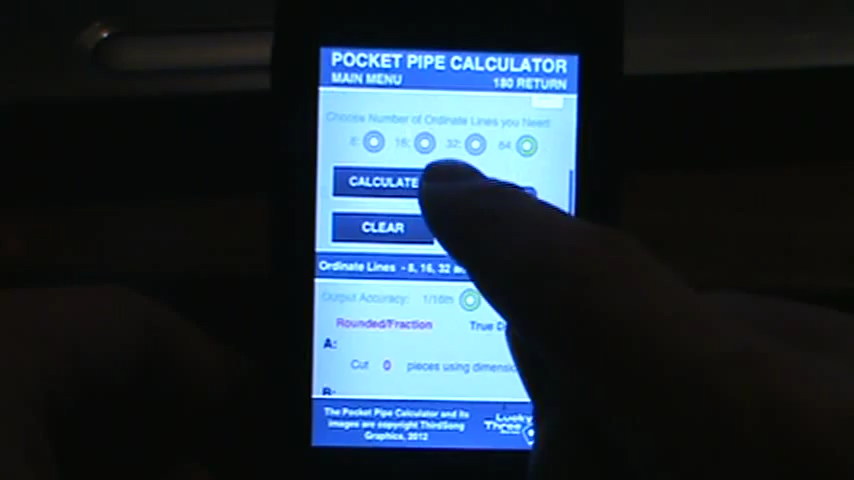 POCKET PIPE CALCULATOR
MAIN MENU 180 RETURN
Choose Number of Ordinate Lines you Need:
8: 16: 32: 64:
CALCULATE
CLEAR
Ordinate Lines - 8, 16, 32
Output Accuracy: 1/16th
Rounded/Fraction True
A:
Cut 0 pieces using
B:
The Pocket Pipe Calculator and its
images are copyright ThirdSong
Graphics, 2012
Lucky
Three